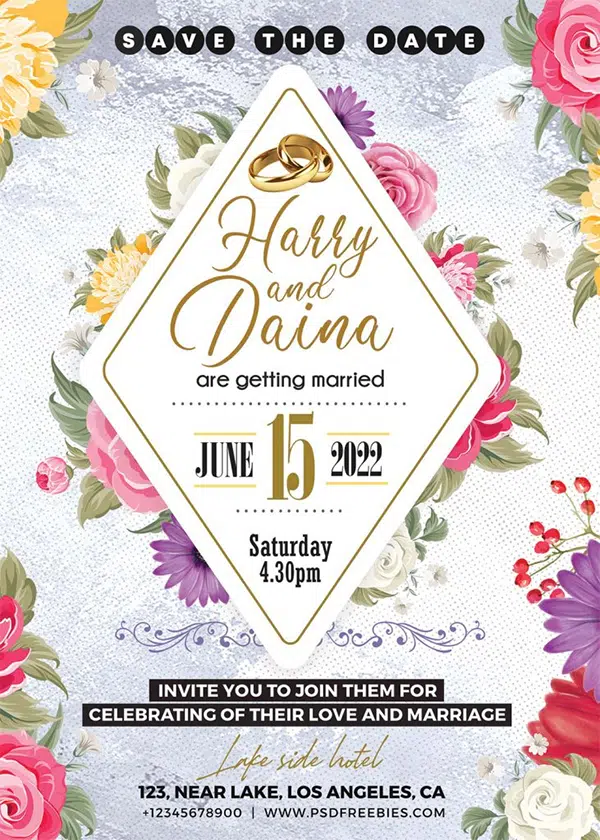 SAVE THE DATE
Harry
and
Daina
are getting married
JUNE 15 2022
Saturday
4.30pm
INVITE YOU TO JOIN THEM FOR
CELEBRATING OF THEIR LOVE AND MARRIAGE
Lake side hotel
123, NEAR LAKE, LOS ANGELES, CA
+12345678900 | WWW.PSDFREEBIES.COM